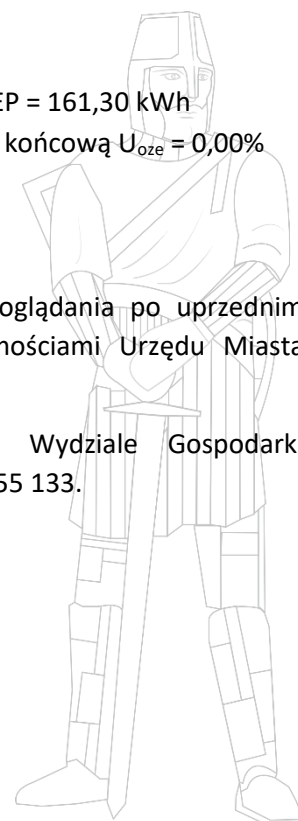 EP = 161,30 kWh
końcową Uoze = 0,00%
oglądania po uprzednim
nościami Urzędu Miasta
Wydziale Gospodark
55 133.